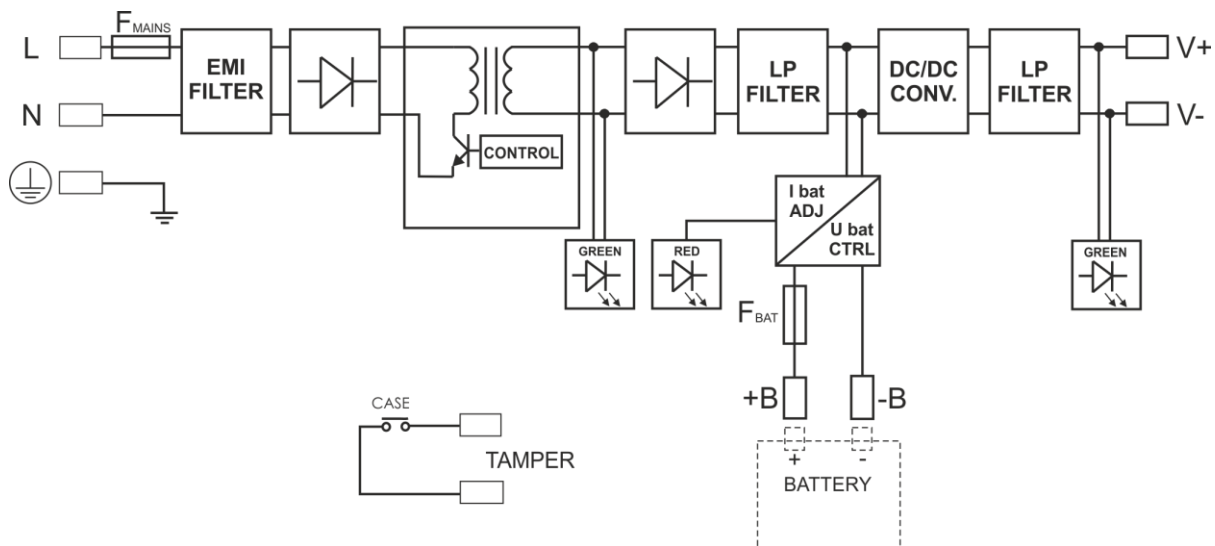 L
F MAINS
N
EMI
FILTER
CONTROL
LP
FILTER
DC/DC
CONV.
LP
FILTER
V+
V-
GREEN
RED
I bat
ADJ
U bat
CTRL
GREEN
F BAT
+B
-B
CASE
TAMPER
+ -
BATTERY